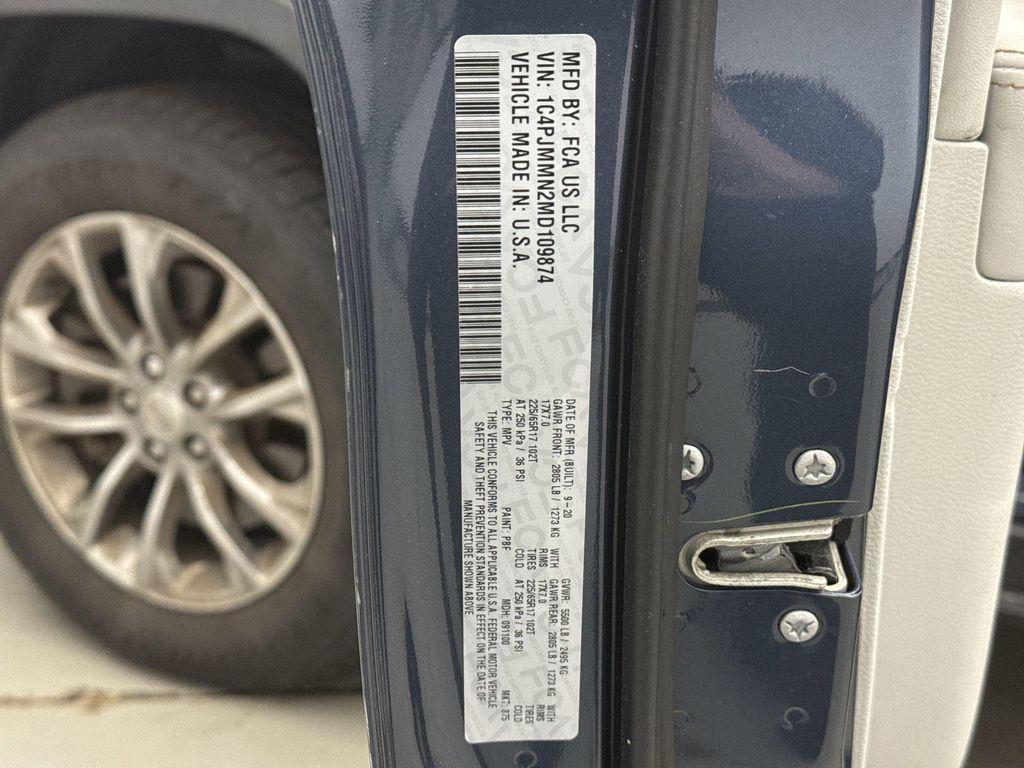 MFD BY: FCA US LLC
VIN: 1C4PJMMN2MD109874
VEHICLE MADE IN: U.S.A.
DATE OF MFR (BUILT): 9-20 GVWR: 5500 LB / 2495 KG
GAWR FRONT: 2805 LB / 1273 KG WITH GAWR REAR: 2805 LB / 1273 KG WITH
17X7.0 RIMS 17X7.0 RIMS
225/65R17 102T TIRES 225/65R17 102T TIRES
AT 250 kPa / 36 PSI COLD AT 250 kPa / 36 PSI COLD
TYPE: MPV PAINT: PBF MDH: 091100 MKT: 875
THIS VEHICLE CONFORMS TO ALL APPLICABLE U.S.A. FEDERAL MOTOR VEHICLE
SAFETY AND THEFT PREVENTION STANDARDS IN EFFECT ON THE DATE OF
MANUFACTURE SHOWN ABOVE